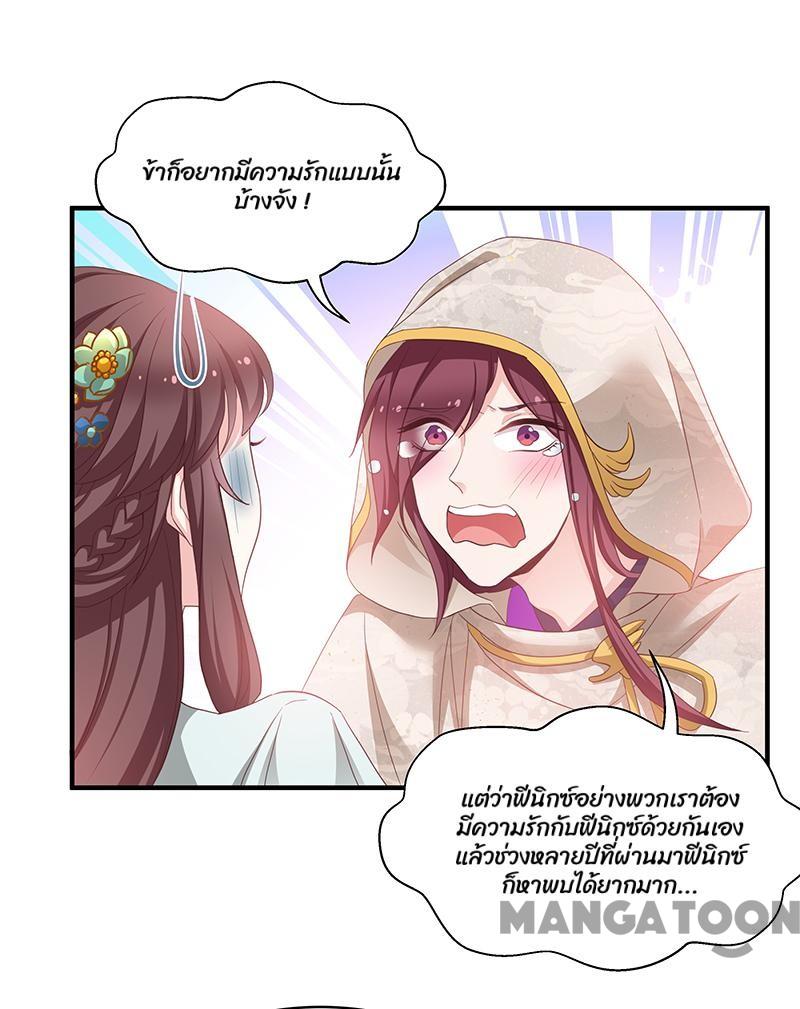 ข้าก็อยากมีความรักแบบนั้น
บ้างจัง !
แต่ว่าฟีนิกซ์อย่างพวกเราต้อง
มีความรักกับฟีนิกซ์ด้วยกันเอง
แล้วช่วงหลายปีที่ผ่านมาฟีนิกซ์
ก็หาพบได้ยากมาก...
MANGATOON